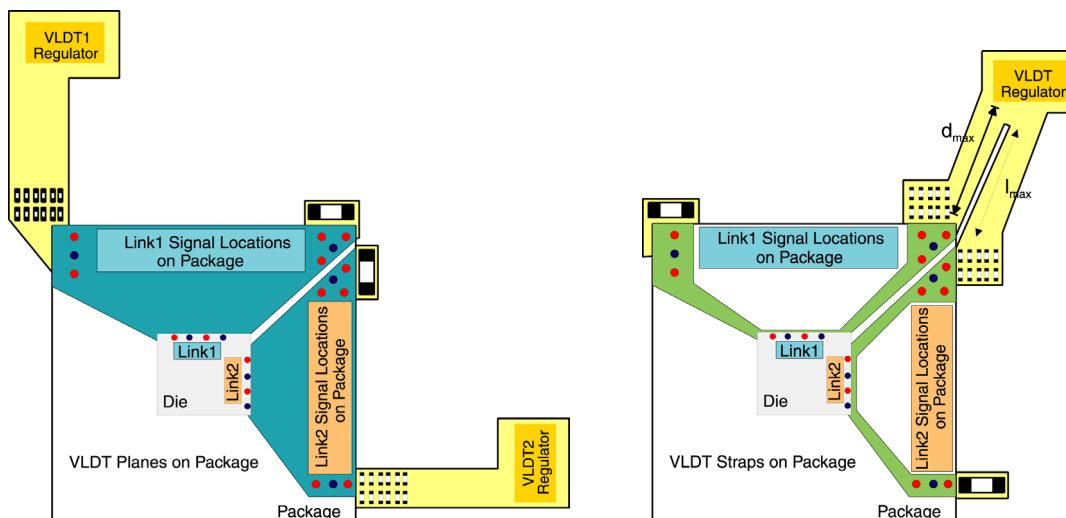 VLDT1
Regulator
Link1 Signal Locations
on Package
Link1
Link2
Die
Link2 Signal Locations
on Package
VLDT Planes on Package
VLDT2
Regulator
Package
VLDT
Regulator
dmax
lmax
Link1 Signal Locations
on Package
Link1
Link2
Die
Link2 Signal Locations
on Package
VLDT Straps on Package
Package